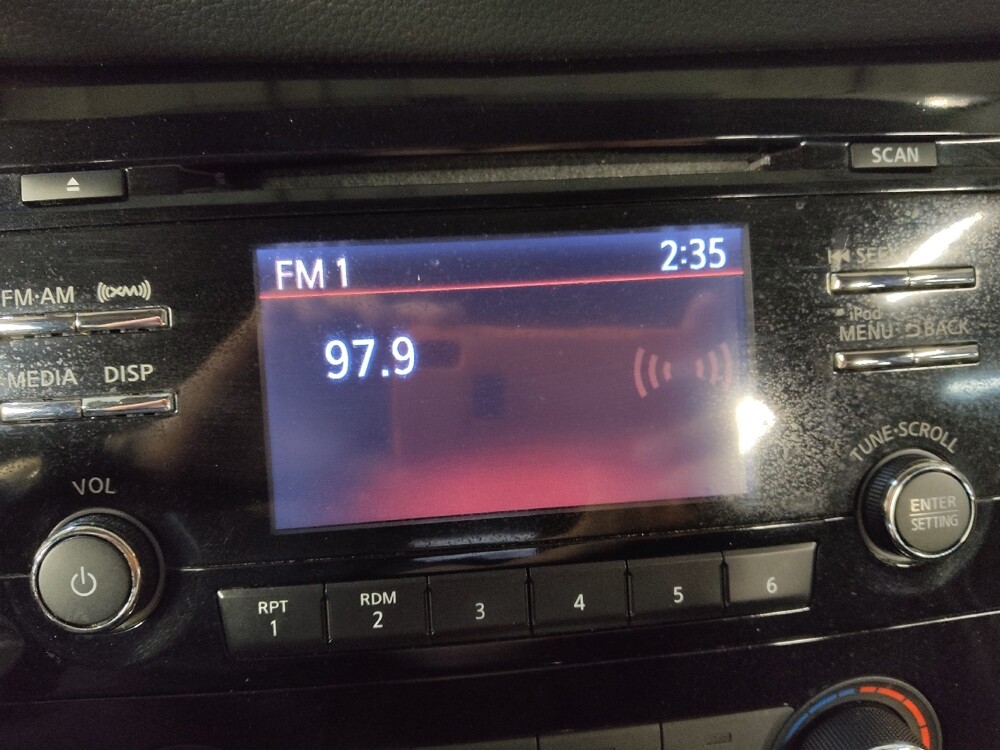 SCAN
FM 1 2:35
SEEK
FM·AM ((XM))
iPod
MENU BACK
97.9
MEDIA DISP
TUNE·SCROLL
VOL
ENTER
SETTING
RPT
1
RDM
2
3
4
5
6